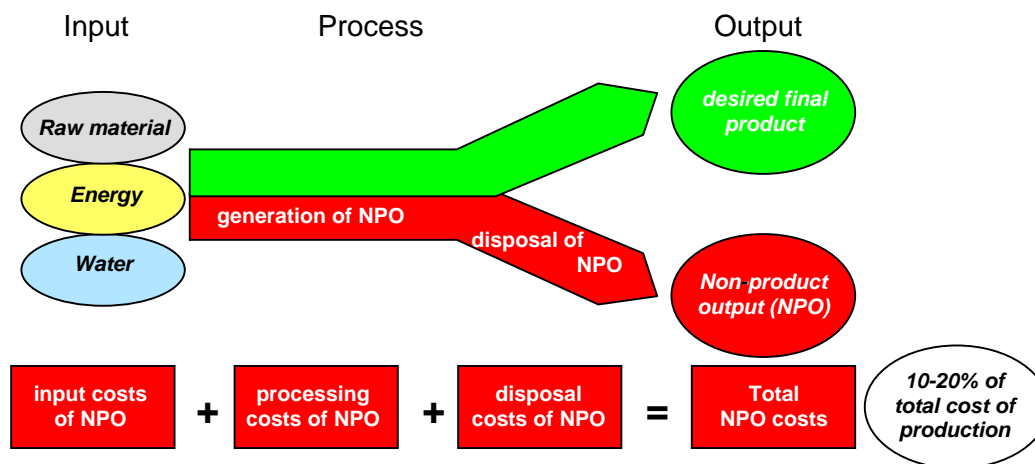 Input
Process
Output
Raw material
Energy
Water
generation of NPO
disposal of
NPO
desired final
product
Non-product
output (NPO)
input costs
of NPO
+
processing
costs of NPO
+
disposal
costs of NPO
=
Total
NPO costs
10-20% of
total cost of
production